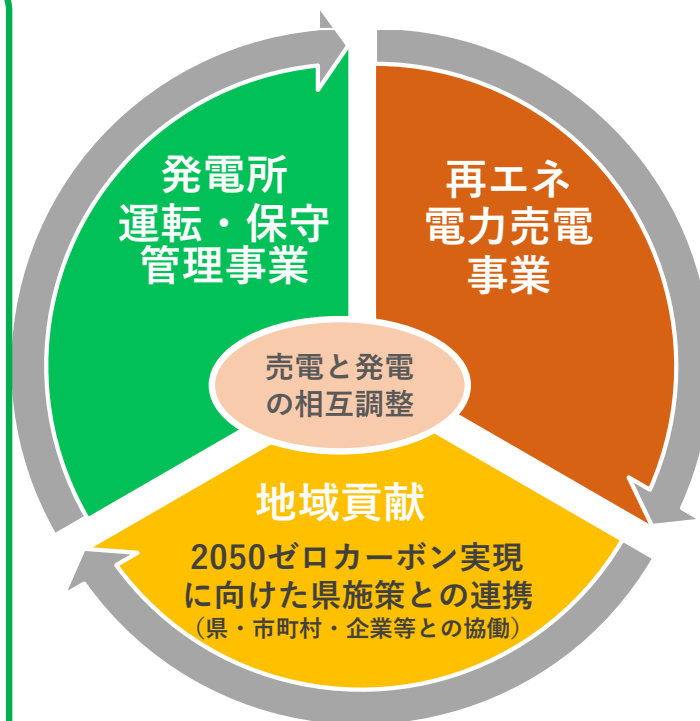 発電所
運転・保守
管理事業
再エネ
電力売電
事業
売電と発電
の相互調整
地域貢献
2050ゼロカーボン実現
に向けた県施策との連携
（県・市町村・企業等との協働）